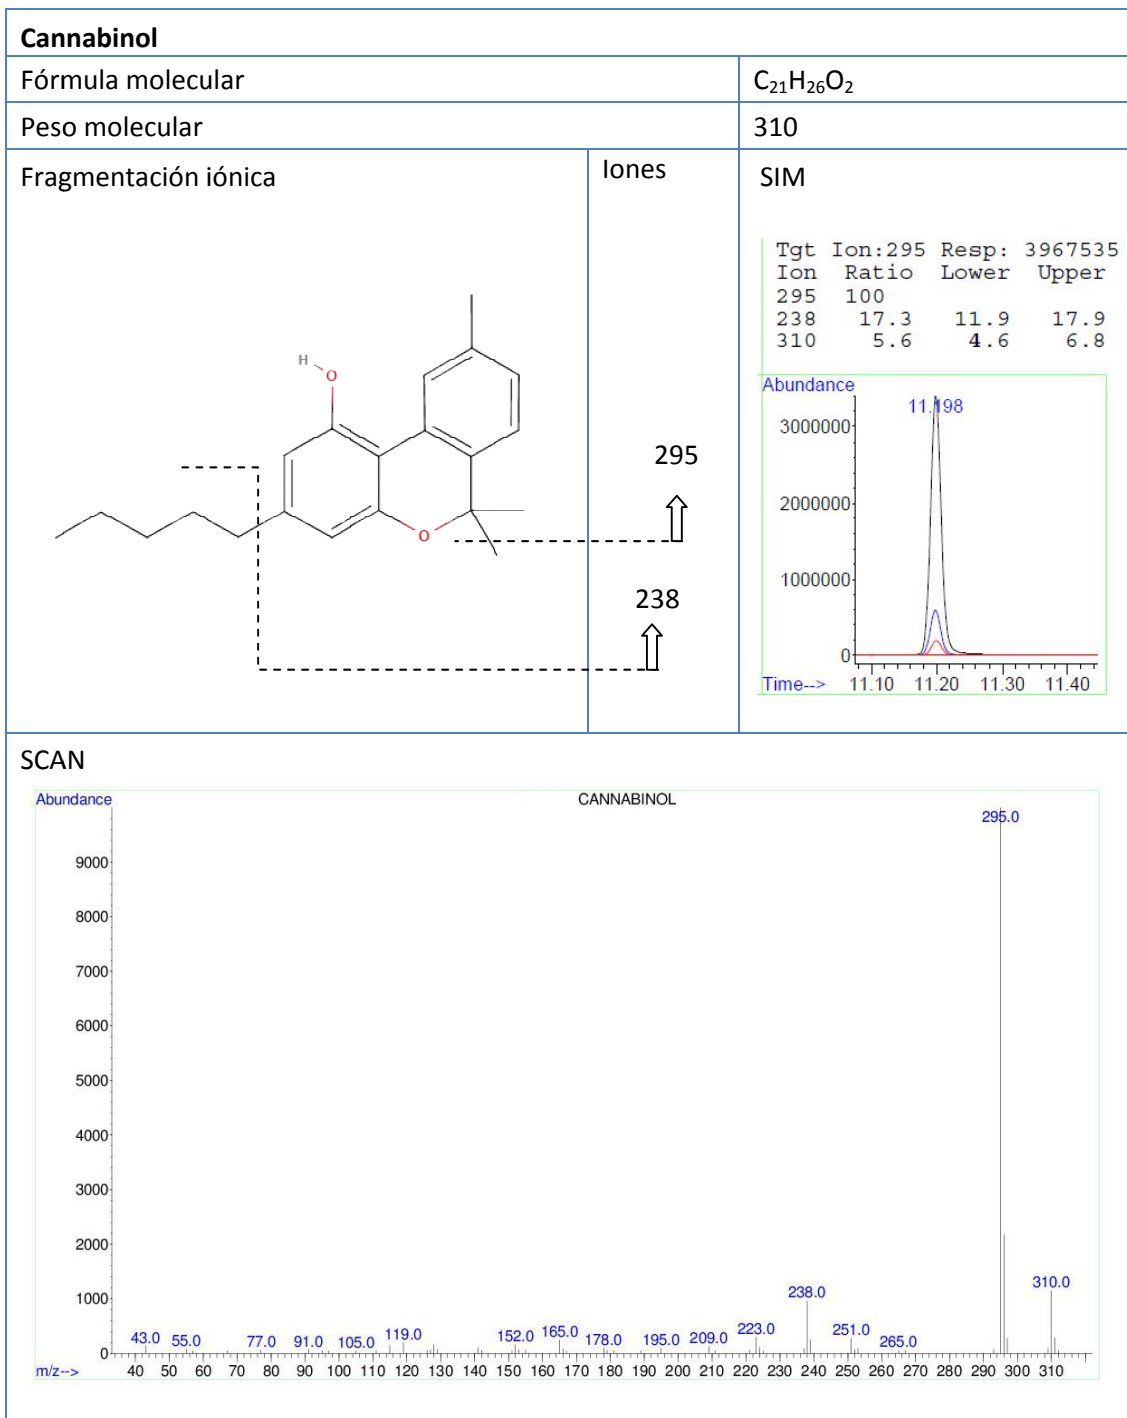 Cannabinol
Fórmula molecular C₂₁H₂₆O₂
Peso molecular 310
Fragmentación iónica Iones SIM
Tgt Ion:295 Resp: 3967535
Ion Ratio Lower Upper
295 100
238 17.3 11.9 17.9
310 5.6 4.6 6.8
H
O
O
295
238
Abundance
11.198
3000000
2000000
1000000
0
Time--> 11.10 11.20 11.30 11.40
SCAN
Abundance CANNABINOL
295.0
9000
8000
7000
6000
5000
4000
3000
2000
1000
0
310.0
238.0
43.0 55.0 77.0 91.0 105.0 119.0 152.0 165.0 178.0 195.0 209.0 223.0 251.0 265.0
m/z--> 40 50 60 70 80 90 100 110 120 130 140 150 160 170 180 190 200 210 220 230 240 250 260 270 280 290 300 310